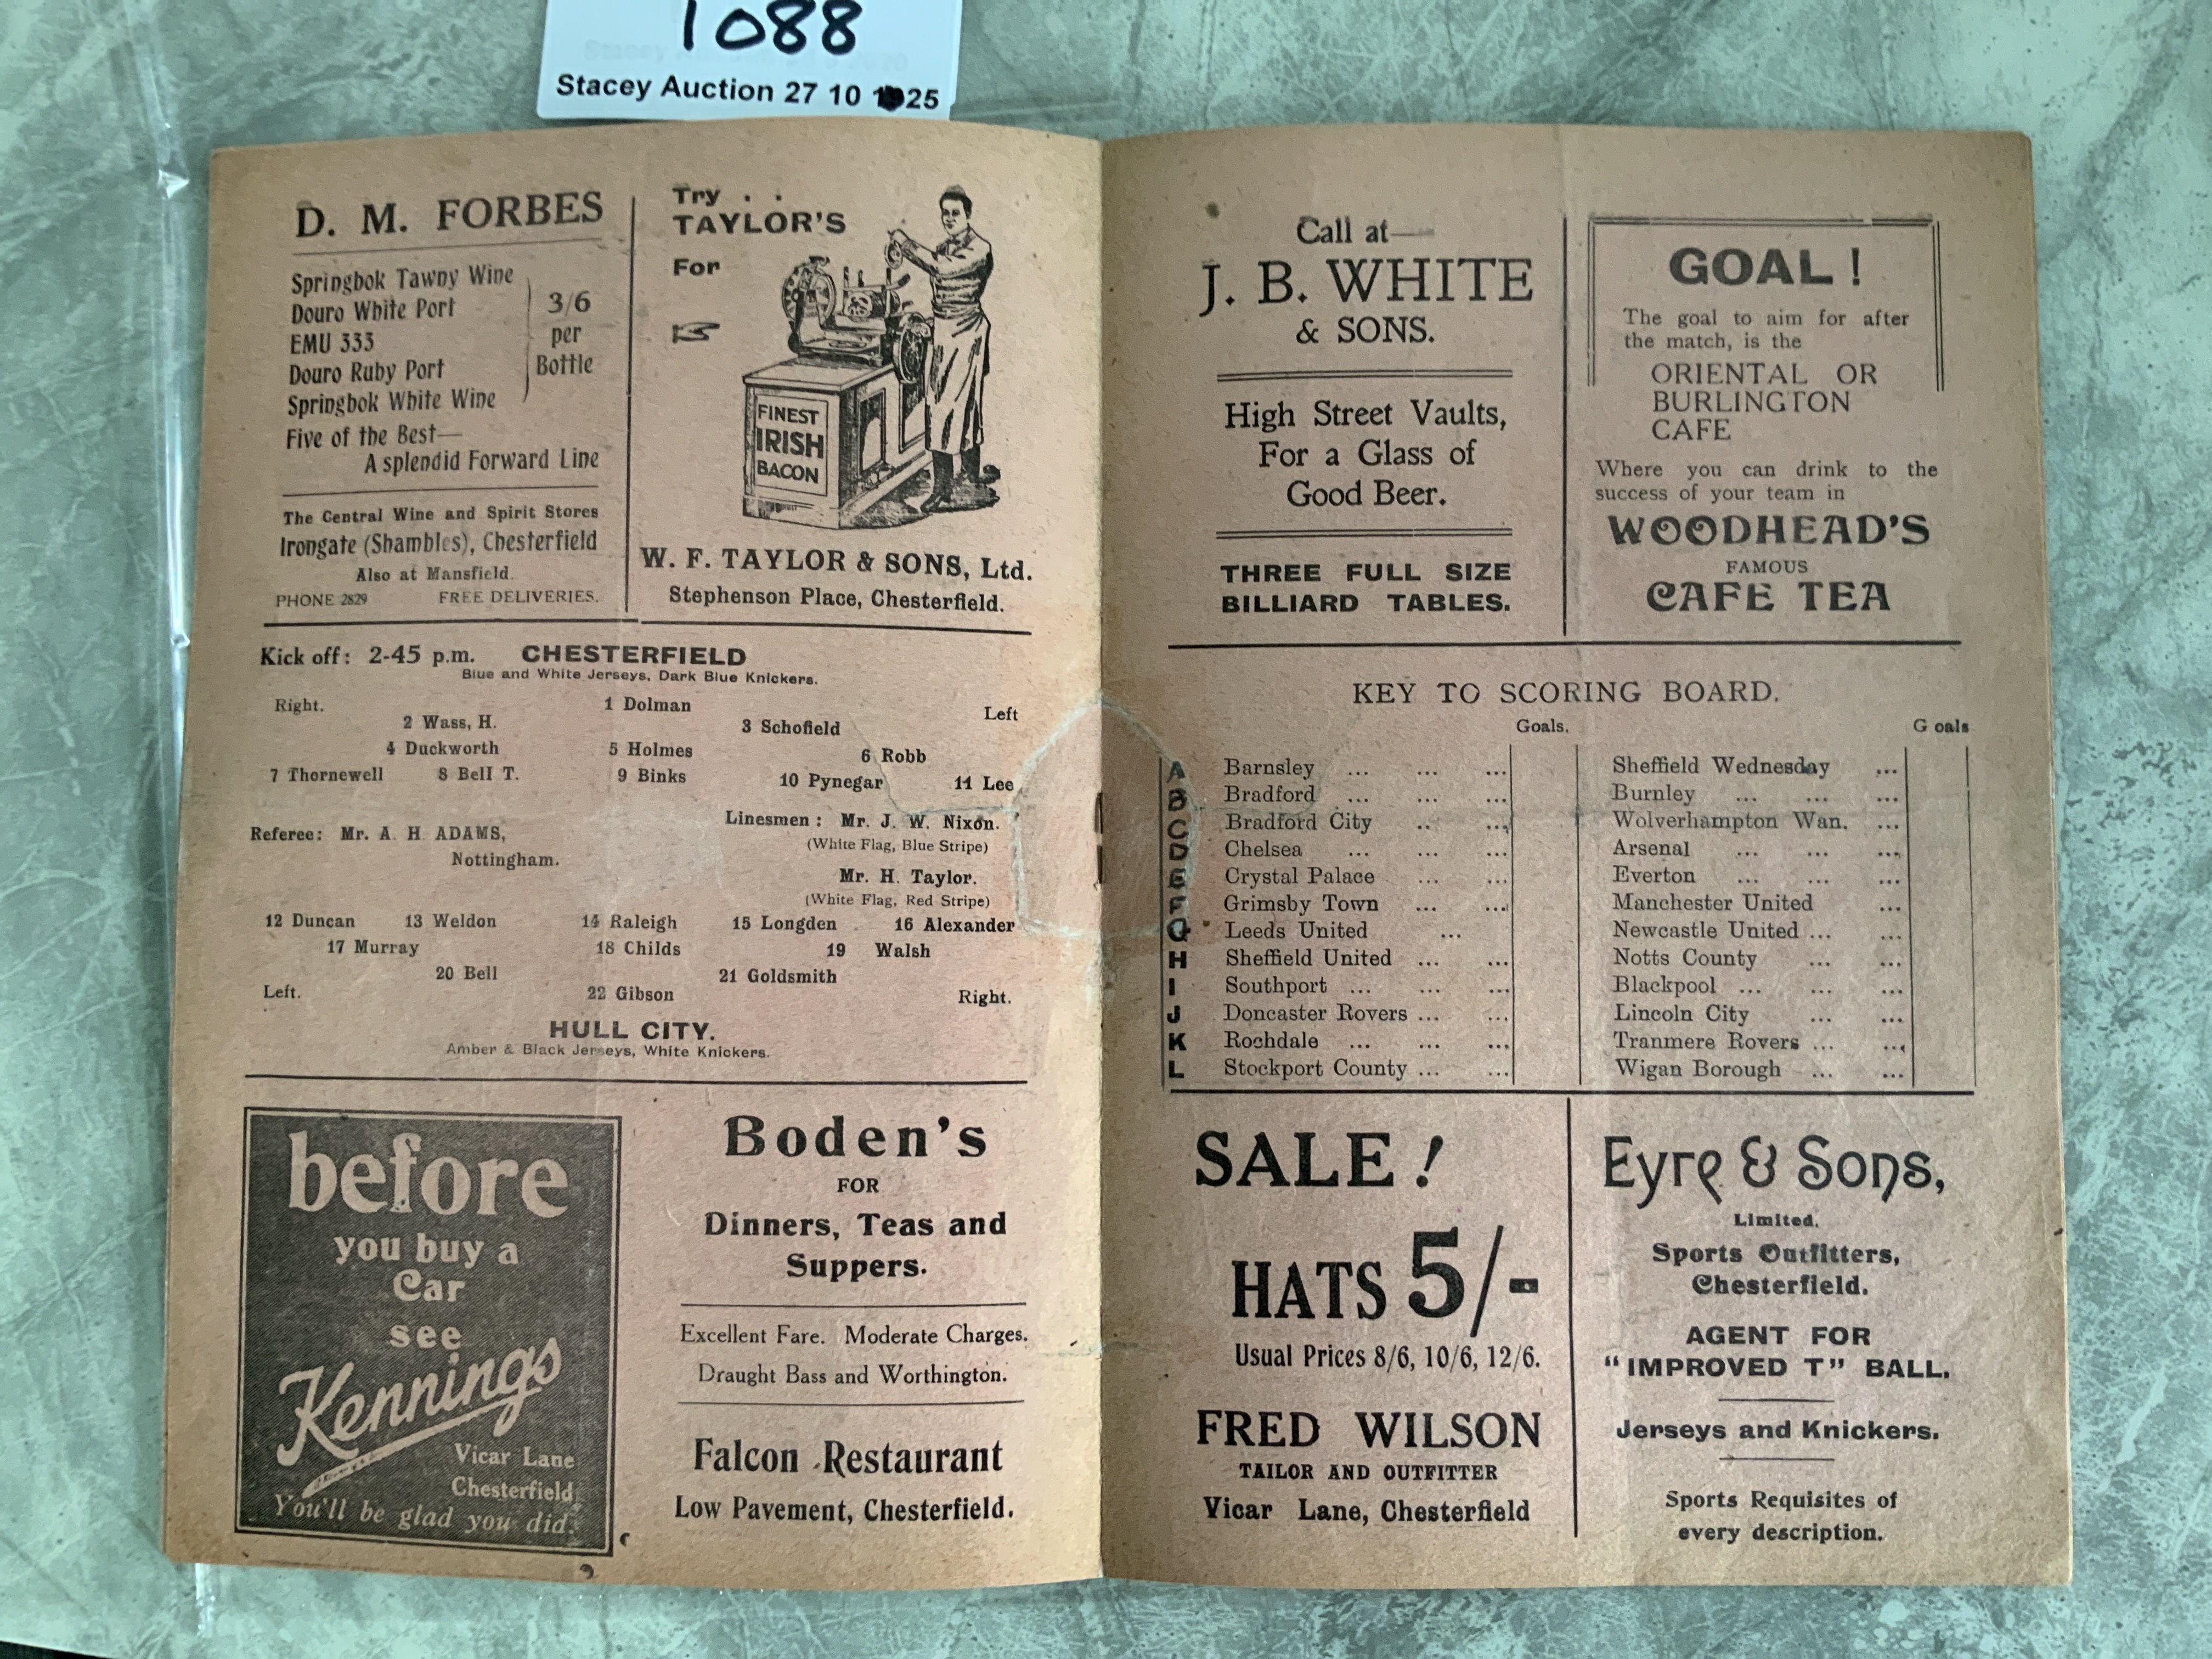 1088
Stacey Auction 27 10 1925
D. M. FORBES
Springbok Tawny Wine
Douro White Port
EMU 333
Douro Ruby Port
Springbok White Wine
3/6
per
Bottle
Five of the Best—
A splendid Forward Line
The Central Wine and Spirit Stores
Irongate (Shambles), Chesterfield
Also at Mansfield.
PHONE 2829 FREE DELIVERIES.
Try . .
TAYLOR'S
For
FINEST
IRISH
BACON
W. F. TAYLOR & SONS, Ltd.
Stephenson Place, Chesterfield.
Kick off: 2-45 p.m. CHESTERFIELD
Blue and White Jerseys, Dark Blue Knickers.
Right. 1 Dolman Left
2 Wass, H. 3 Schofield
4 Duckworth 5 Holmes 6 Robb
7 Thornewell 8 Bell T. 9 Binks 10 Pynegar 11 Lee
Referee: Mr. A. H ADAMS,
Nottingham.
Linesmen: Mr. J. W. Nixon.
(White Flag, Blue Stripe)
Mr. H. Taylor.
(White Flag, Red Stripe)
12 Duncan 13 Weldon 14 Raleigh 15 Longden 16 Alexander
17 Murray 18 Childs 19 Walsh
20 Bell 21 Goldsmith
Left. 22 Gibson Right.
HULL CITY.
Amber & Black Jerseys, White Knickers.
before
you buy a
Car
see
Kennings
Vicar Lane
Chesterfield
You'll be glad you did.
Boden's
FOR
Dinners, Teas and
Suppers.
Excellent Fare. Moderate Charges.
Draught Bass and Worthington.
Falcon Restaurant
Low Pavement, Chesterfield.
Call at—
J. B. WHITE
& SONS.
High Street Vaults,
For a Glass of
Good Beer.
THREE FULL SIZE
BILLIARD TABLES.
GOAL!
The goal to aim for after
the match, is the
ORIENTAL OR
BURLINGTON
CAFE
Where you can drink to the
success of your team in
WOODHEAD'S
FAMOUS
CAFE TEA
KEY TO SCORING BOARD.
Goals. G oals
A Barnsley ... ... ... Sheffield Wednesday ...
B Bradford ... ... ... Burnley ... ... ...
C Bradford City .. ... Wolverhampton Wan. ...
D Chelsea ... ... ... Arsenal ... ... ...
E Crystal Palace ... ... Everton ... ... ...
F Grimsby Town ... ... Manchester United ...
Q Leeds United ... Newcastle United ... ...
H Sheffield United ... ... Notts County ... ...
I Southport ... ... ... Blackpool ... ... ...
J Doncaster Rovers ... ... Lincoln City ... ...
K Rochdale ... ... ... Tranmere Rovers ... ...
L Stockport County ... ... Wigan Borough ... ...
SALE!
HATS 5/-
Usual Prices 8/6, 10/6, 12/6.
FRED WILSON
TAILOR AND OUTFITTER
Vicar Lane, Chesterfield
Eyre & Sons,
Limited.
Sports Outfitters,
Chesterfield.
AGENT FOR
"IMPROVED T" BALL.
Jerseys and Knickers.
Sports Requisites of
every description.